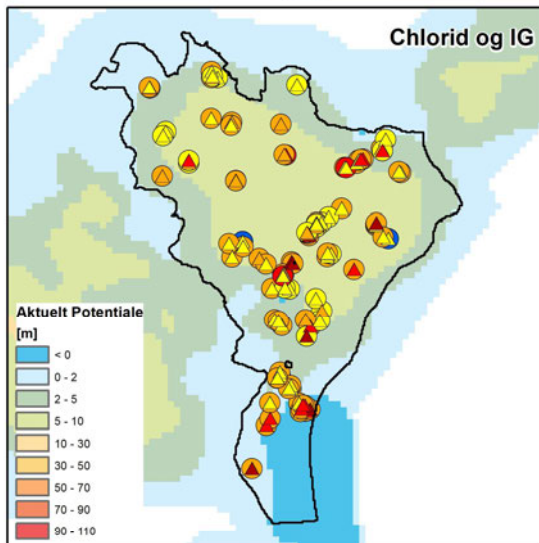 Chlorid og IG
Aktuelt Potentiale
[m]
< 0
0 - 2
2 - 5
5 - 10
10 - 30
30 - 50
50 - 70
70 - 90
90 - 110